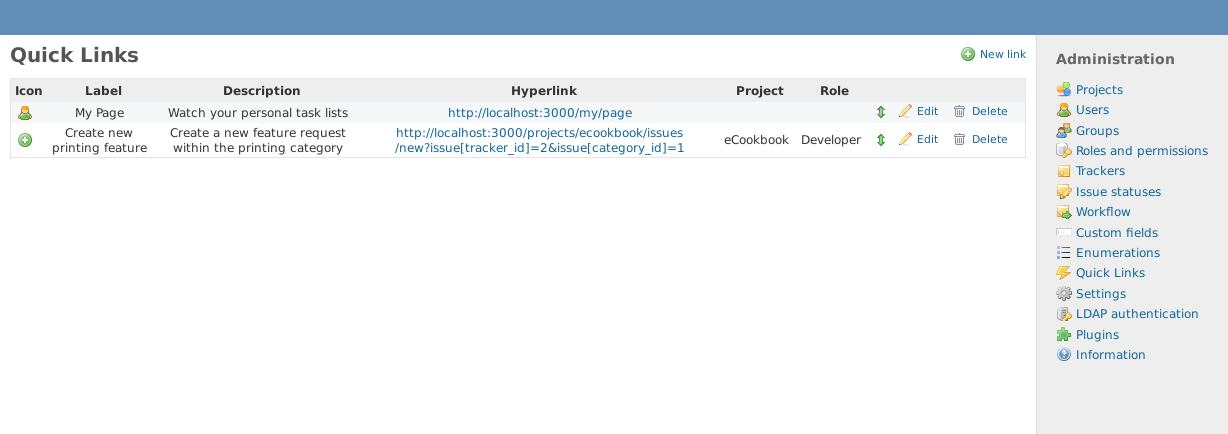 Quick Links
New link
Icon Label Description Hyperlink Project Role
My Page Watch your personal task lists http://localhost:3000/my/page Edit Delete
Create new Create a new feature request http://localhost:3000/projects/ecookbook/issues
eCookbook Developer Edit Delete
printing feature within the printing category /new?issue[tracker_id]=2&issue[category_id]=1
Administration
Projects
Users
Groups
Roles and permissions
Trackers
Issue statuses
Workflow
Custom fields
Enumerations
Quick Links
Settings
LDAP authentication
Plugins
Information